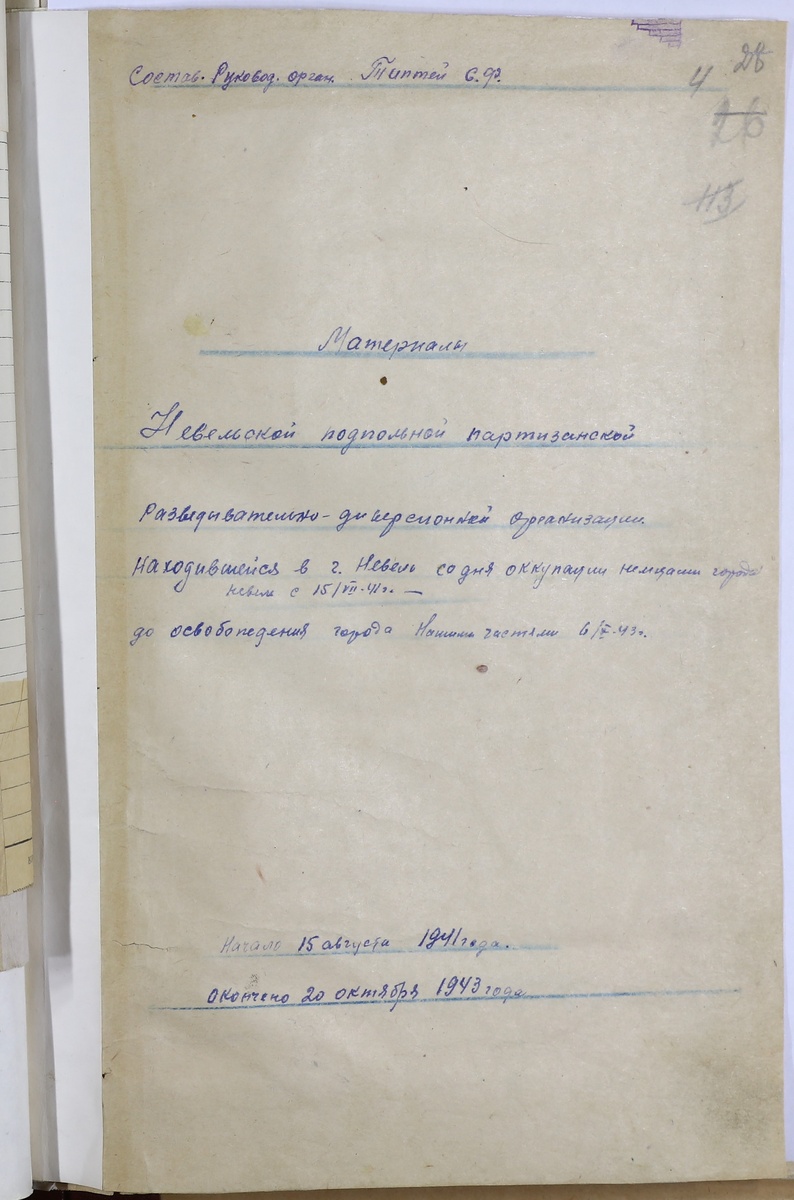 Состав. Руковод. орган. Типтей С.Ф.
4 28
26
113
Материалы
Невельской подпольной партизанской
Разведывательно-диверсионной организации
Находившейся в г. Невель со дня оккупации немцами города
Невель с 15/VII-41г. —
до освобождения города Нашими частями 6/X-43г.
Начало 15 августа 1941 года.
Окончено 20 октября 1943 года